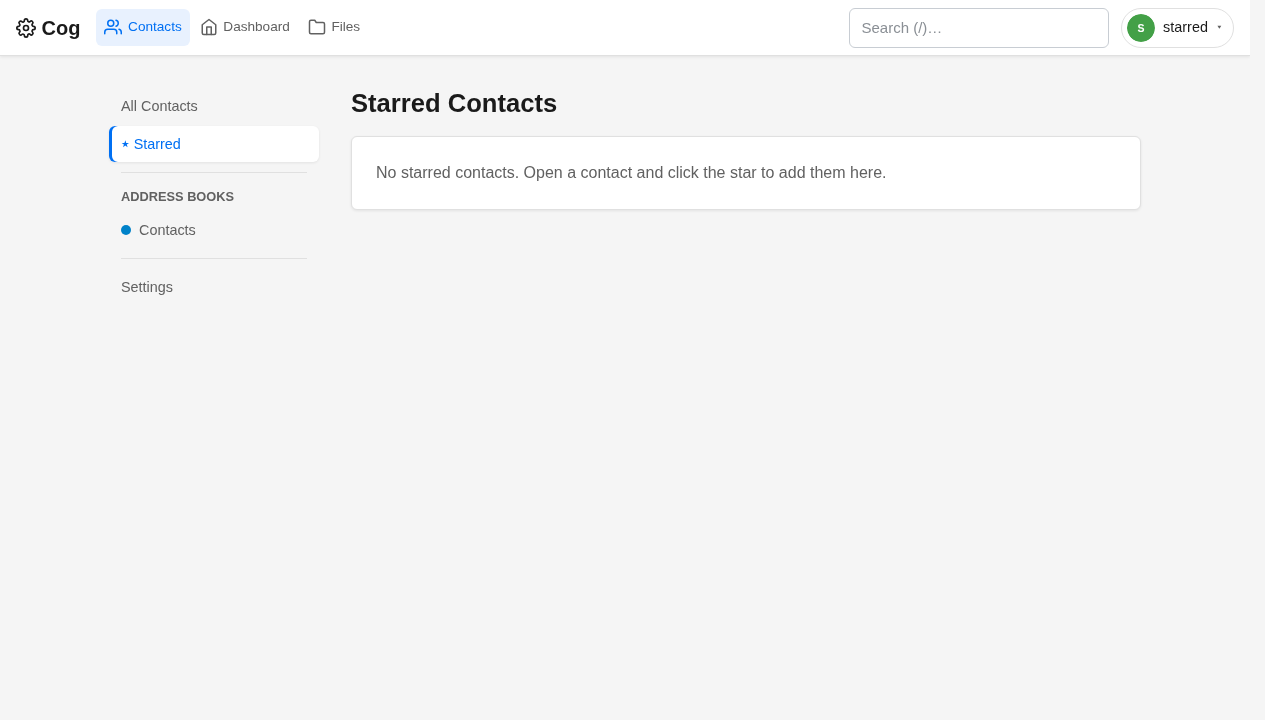 Cog
Contacts
Dashboard
Files
Search (/)…
S
starred
All Contacts
★ Starred
ADDRESS BOOKS
Contacts
Settings
Starred Contacts
No starred contacts. Open a contact and click the star to add them here.